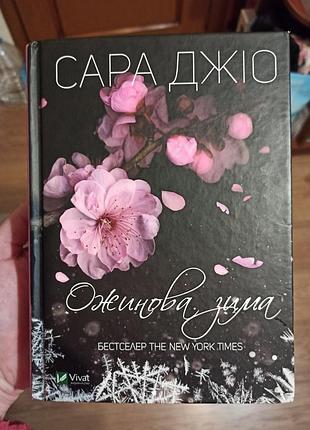 САРА ДЖІО
Ожинова зима
БЕСТСЕЛЕР THE NEW YORK TIMES
Vivat